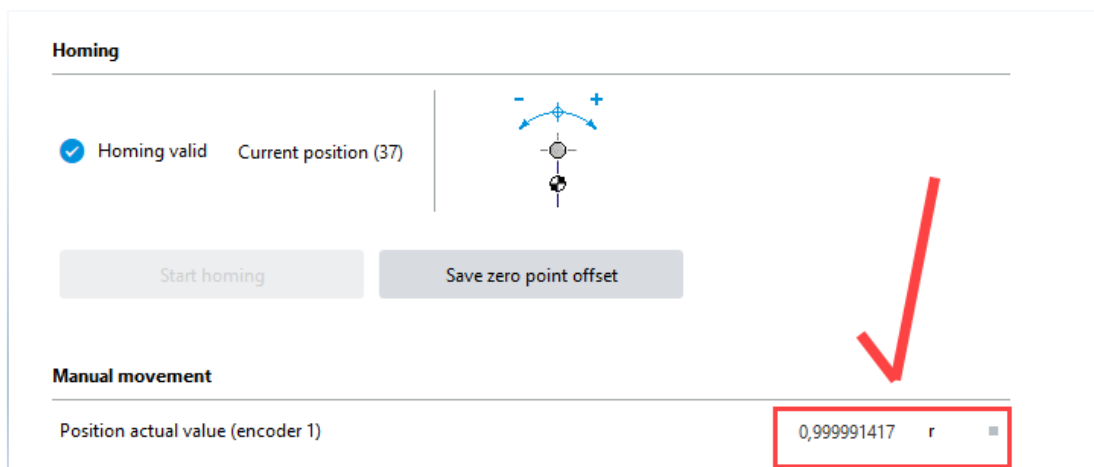 Homing
- +
Homing valid Current position (37)
Start homing Save zero point offset
Manual movement
Position actual value (encoder 1) 0,999991417 r